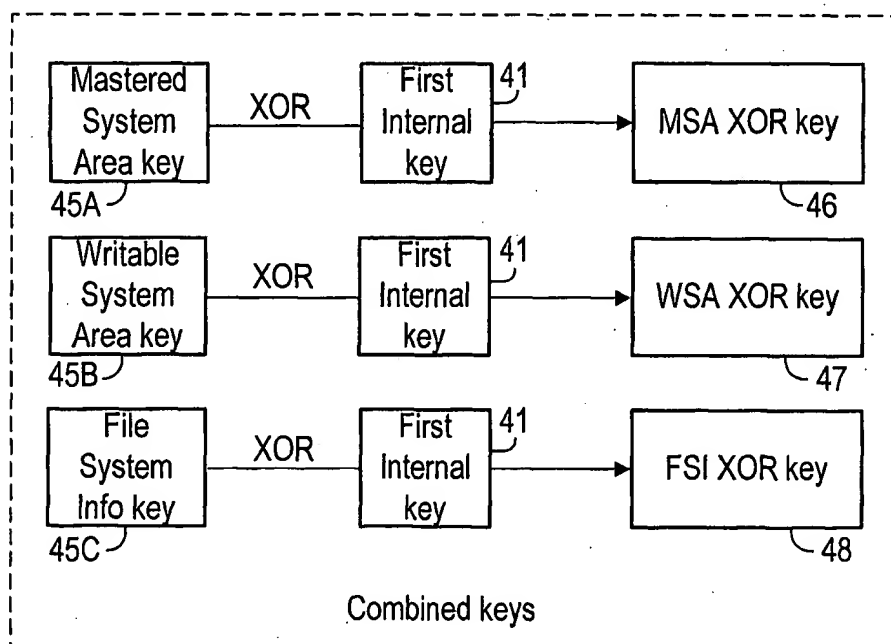 Mastered
System
Area key
45A
XOR
First
Internal
key
41
MSA XOR key
46
Writable
System
Area key
45B
XOR
First
Internal
key
41
WSA XOR key
47
File
System
Info key
45C
XOR
First
Internal
key
41
FSI XOR key
48
Combined keys